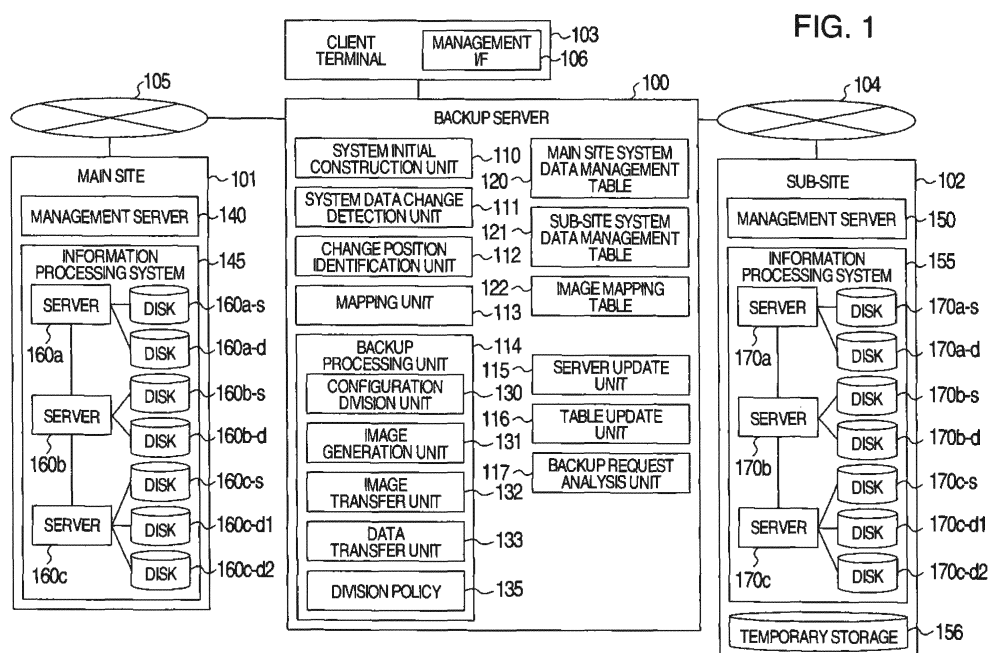 FIG. 1
CLIENT
TERMINAL
MANAGEMENT
I/F
106
103
105
100
104
BACKUP SERVER
MAIN SITE
101
MANAGEMENT SERVER
140
INFORMATION
PROCESSING SYSTEM
145
SERVER
160a
DISK
160a-s
DISK
160a-d
SERVER
160b
DISK
160b-s
DISK
160b-d
SERVER
160c
DISK
160c-s
DISK
160c-d1
DISK
160c-d2
SYSTEM INITIAL
CONSTRUCTION UNIT
110
SYSTEM DATA CHANGE
DETECTION UNIT
111
CHANGE POSITION
IDENTIFICATION UNIT
112
MAPPING UNIT
113
BACKUP
PROCESSING UNIT
114
CONFIGURATION
DIVISION UNIT
130
IMAGE
GENERATION UNIT
131
IMAGE
TRANSFER UNIT
132
DATA
TRANSFER UNIT
133
DIVISION POLICY
135
MAIN SITE SYSTEM
DATA MANAGEMENT
TABLE
120
SUB-SITE SYSTEM
DATA MANAGEMENT
TABLE
121
IMAGE MAPPING
TABLE
122
SERVER UPDATE
UNIT
115
TABLE UPDATE
UNIT
116
BACKUP REQUEST
ANALYSIS UNIT
117
SUB-SITE
102
MANAGEMENT SERVER
150
INFORMATION
PROCESSING SYSTEM
155
SERVER
170a
DISK
170a-s
DISK
170a-d
SERVER
170b
DISK
170b-s
DISK
170b-d
SERVER
170c
DISK
170c-s
DISK
170c-d1
DISK
170c-d2
TEMPORARY STORAGE
156